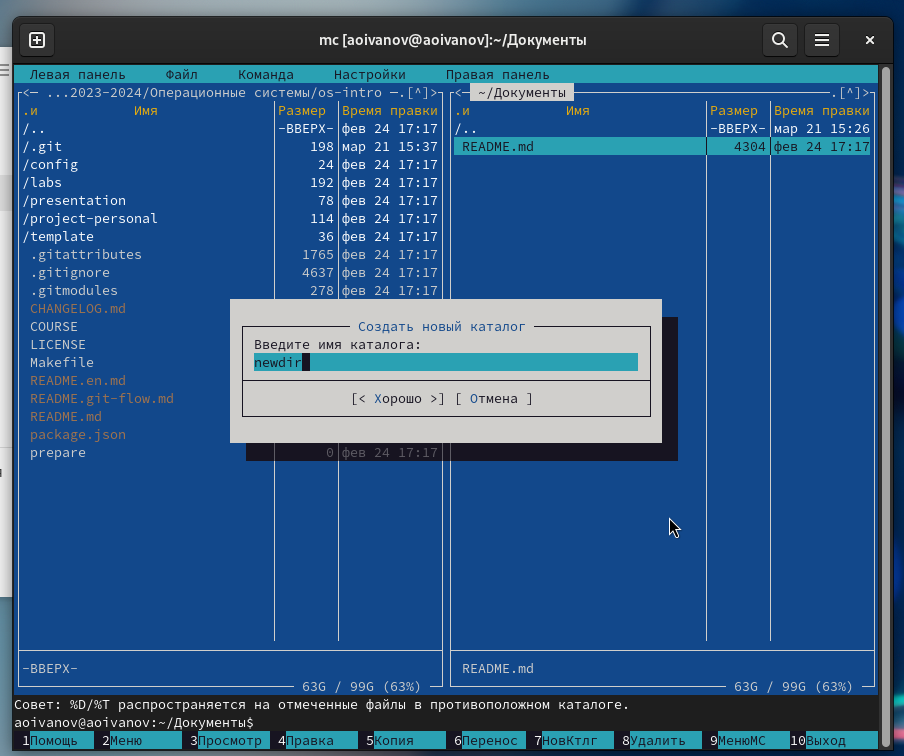 mc [aoivanov@aoivanov]:~/Документы
Левая панель Файл Команда Настройки Правая панель
<─ ...2023-2024/Операционные системы/os-intro ─.[^]> <─ ~/Документы .[^]>
.и Имя Размер Время правки .и Имя Размер Время правки
/.. -ВВЕРХ- фев 24 17:17 /.. -ВВЕРХ- мар 21 15:26
/.git 198 мар 21 15:37 README.md 4304 фев 24 17:17
/config 24 фев 24 17:17
/labs 192 фев 24 17:17
/presentation 78 фев 24 17:17
/project-personal 114 фев 24 17:17
/template 36 фев 24 17:17
.gitattributes 1765 фев 24 17:17
.gitignore 4637 фев 24 17:17
.gitmodules 278 фев 24 17:17
CHANGELOG.md
COURSE
LICENSE
Makefile
README.en.md
README.git-flow.md
README.md
package.json
prepare 0 фев 24 17:17
Создать новый каталог
Введите имя каталога:
newdir
[< Хорошо >] [ Отмена ]
-ВВЕРХ- README.md
63G / 99G (63%) 63G / 99G (63%)
Совет: %D/%T распространяется на отмеченные файлы в противоположном каталоге.
aoivanov@aoivanov:~/Документы$
1Помощь 2Меню 3Просмотр 4Правка 5Копия 6Перенос 7НовКтлг 8Удалить 9МенюМС 10Выход